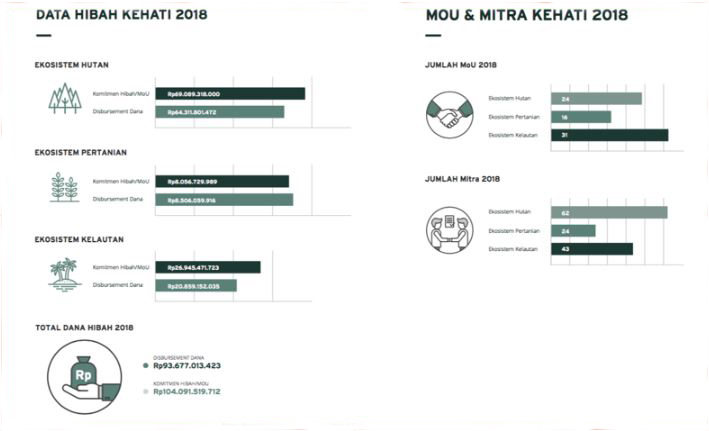 DATA HIBAH KEHATI 2018
EKOSISTEM HUTAN
Komitmen Hibah/MoU
Rp69.089.318.000
Disbursement Dana
Rp64.311.801.472
EKOSISTEM PERTANIAN
Komitmen Hibah/MoU
Rp8.056.729.989
Disbursement Dana
Rp8.506.059.916
EKOSISTEM KELAUTAN
Komitmen Hibah/MoU
Rp26.945.471.723
Disbursement Dana
Rp20.859.152.035
TOTAL DANA HIBAH 2018
Rp
DISBURSEMENT DANA
Rp93.677.013.423
KOMITMEN HIBAH/MOU
Rp104.091.519.712
MOU & MITRA KEHATI 2018
JUMLAH MoU 2018
Ekosistem Hutan
24
Ekosistem Pertanian
16
Ekosistem Kelautan
31
JUMLAH Mitra 2018
Ekosistem Hutan
62
Ekosistem Pertanian
24
Ekosistem Kelautan
43